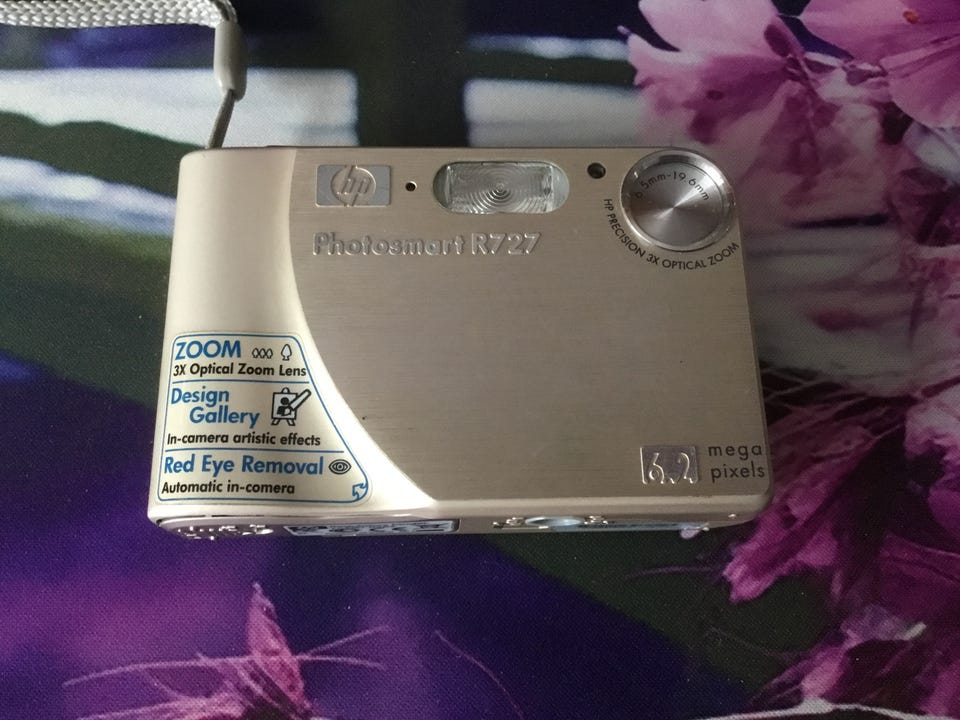 hp
Photosmart R727
6.5mm-19.6mm
HP PRECISION 3X OPTICAL ZOOM
ZOOM
3X Optical Zoom Lens
Design
Gallery
In-camera artistic effects
Red Eye Removal
Automatic in-camera
6.2 mega
pixels